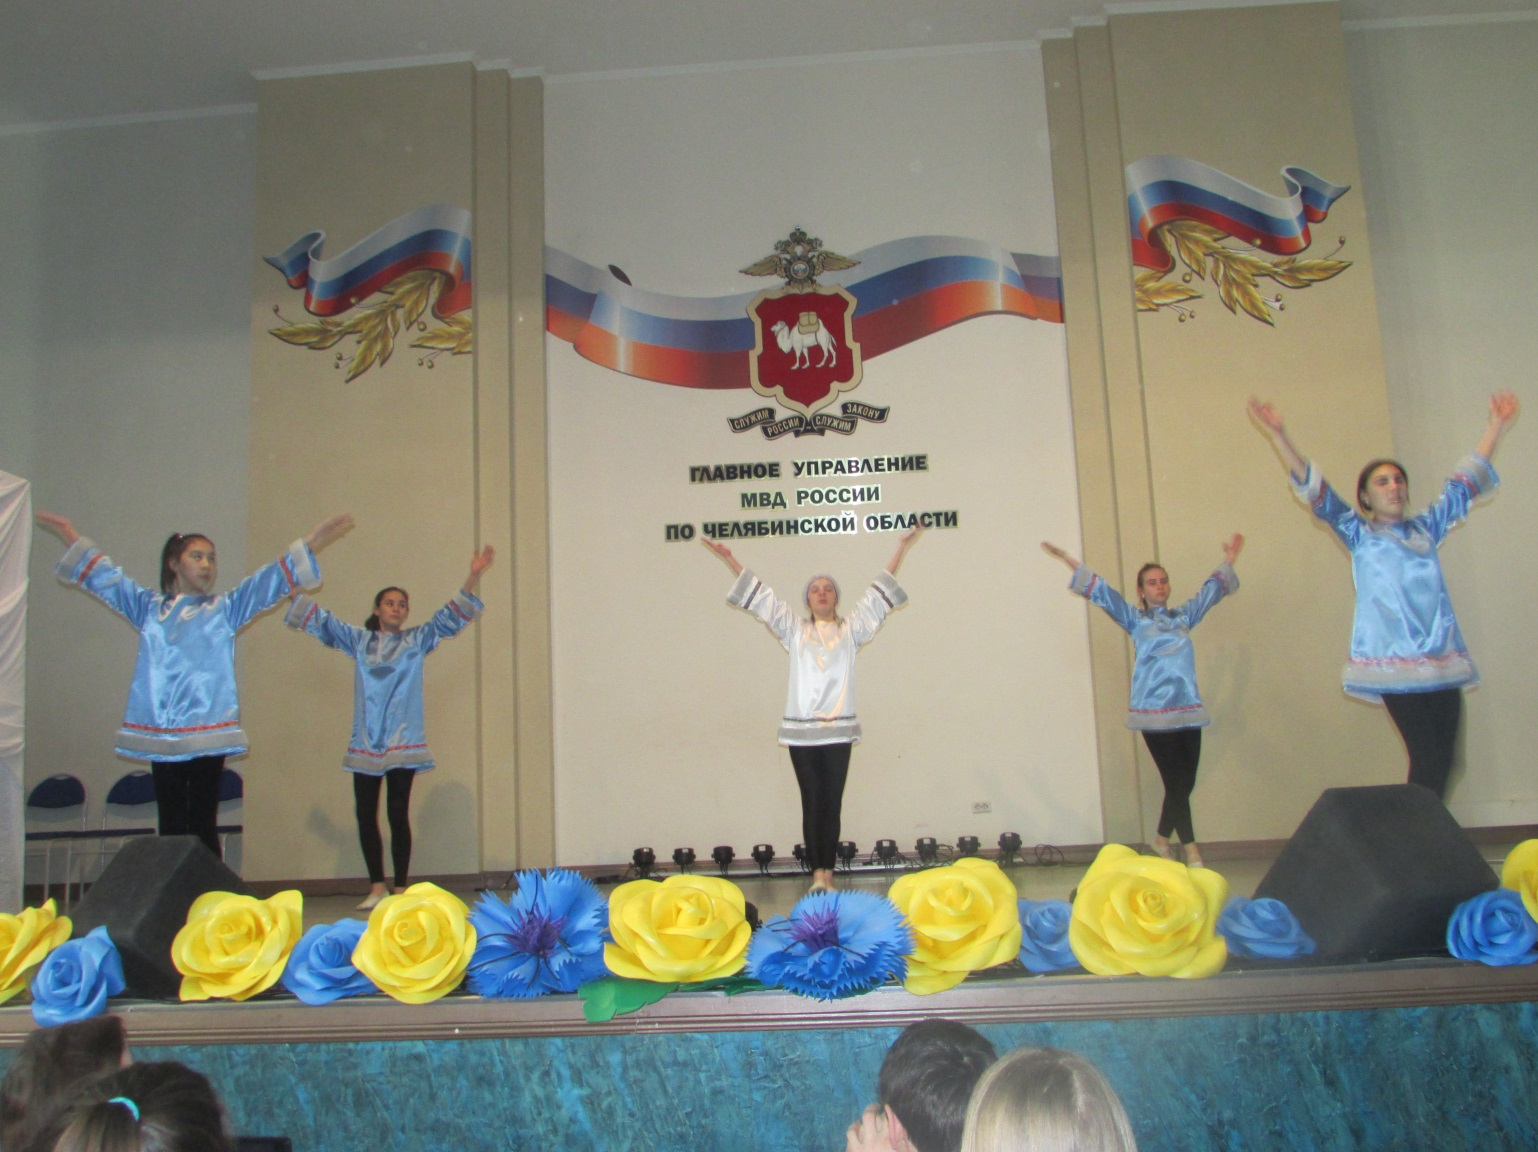 СЛУЖИМ РОССИИ СЛУЖИМ ЗАКОНУ
ГЛАВНОЕ УПРАВЛЕНИЕ
МВД РОССИИ
ПО ЧЕЛЯБИНСКОЙ ОБЛАСТИ